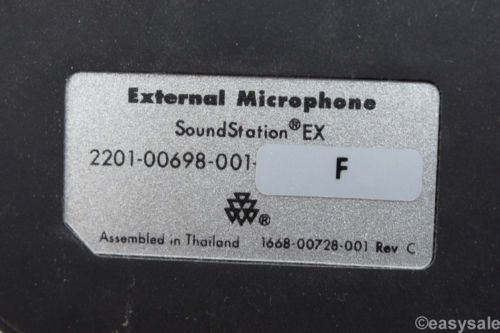 External Microphone
SoundStation® EX
2201-00698-001- F
®
Assembled in Thailand 1668-00728-001 Rev C
©easysale